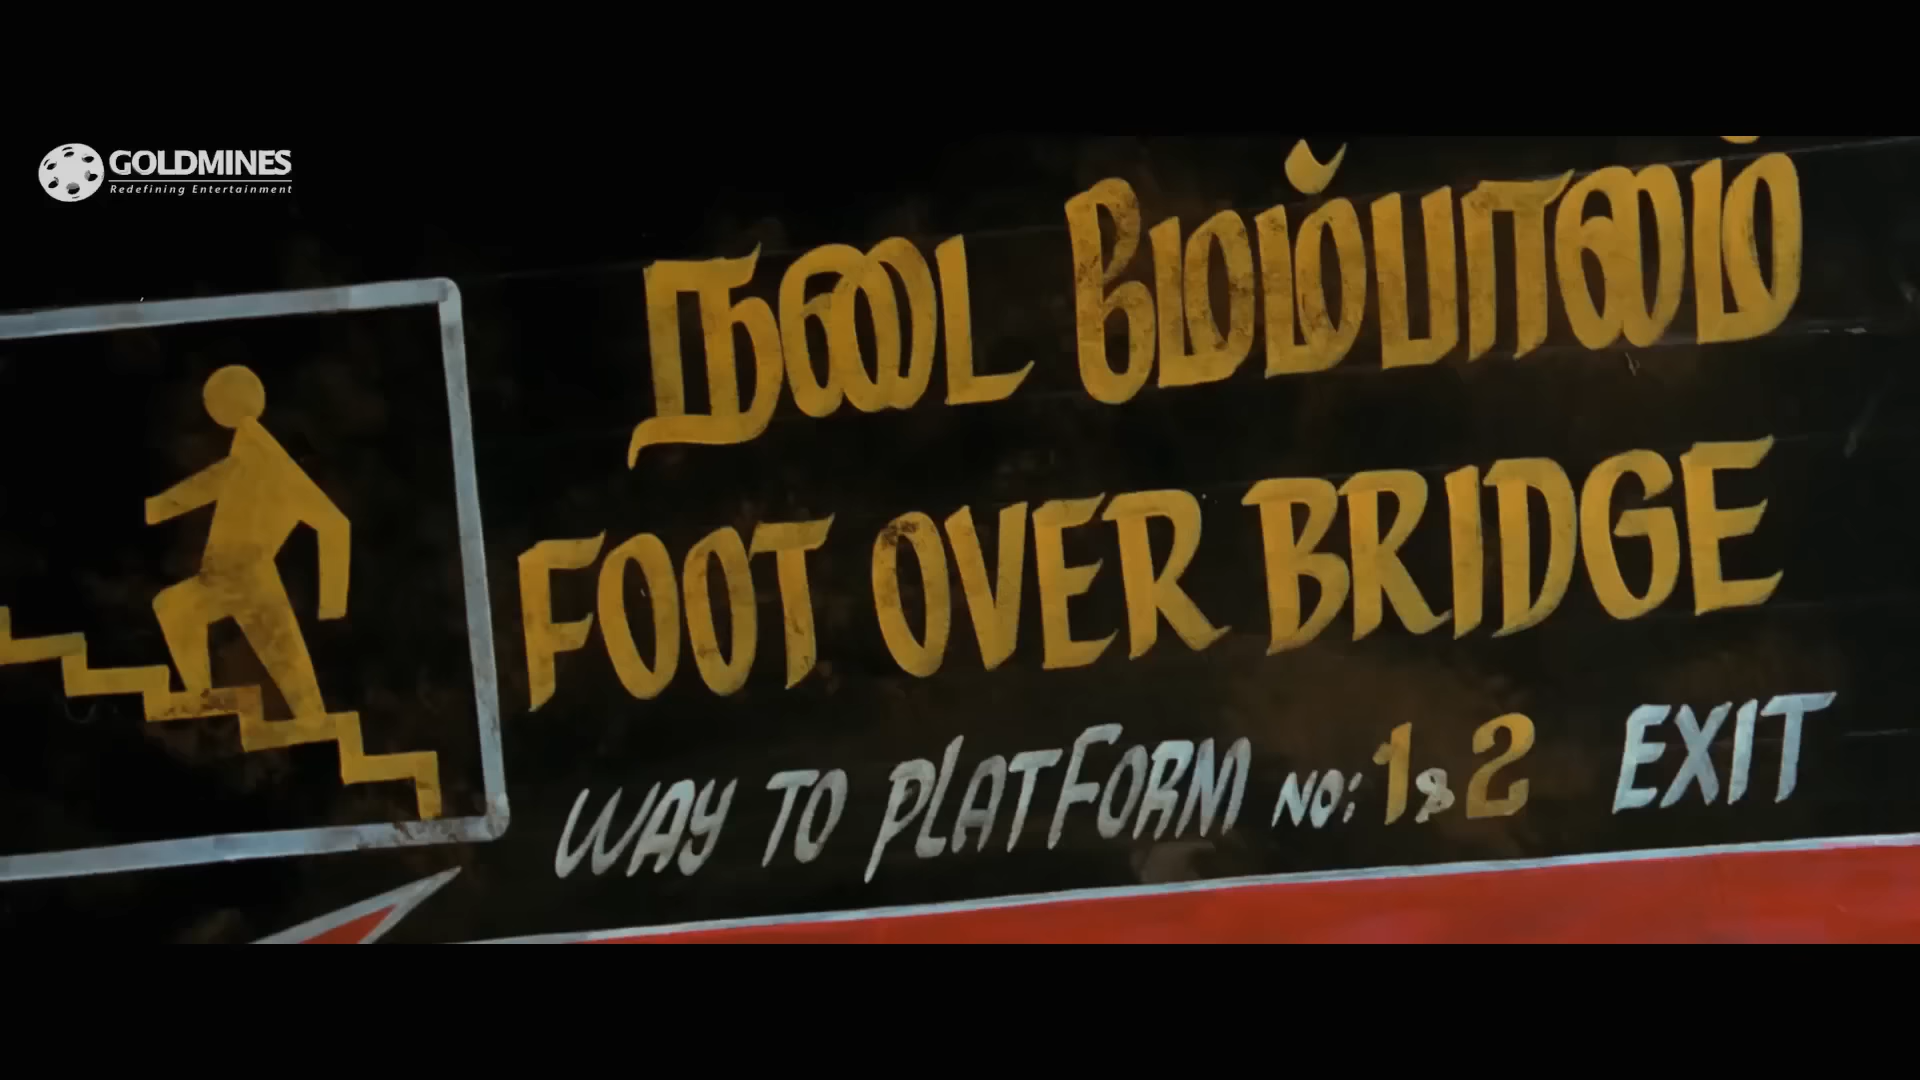 GOLDMINES
Redefining Entertainment
நடை மேம்பாலம்
FOOT OVER BRIDGE
WAY TO PLATFORM NO: 1 & 2 EXIT